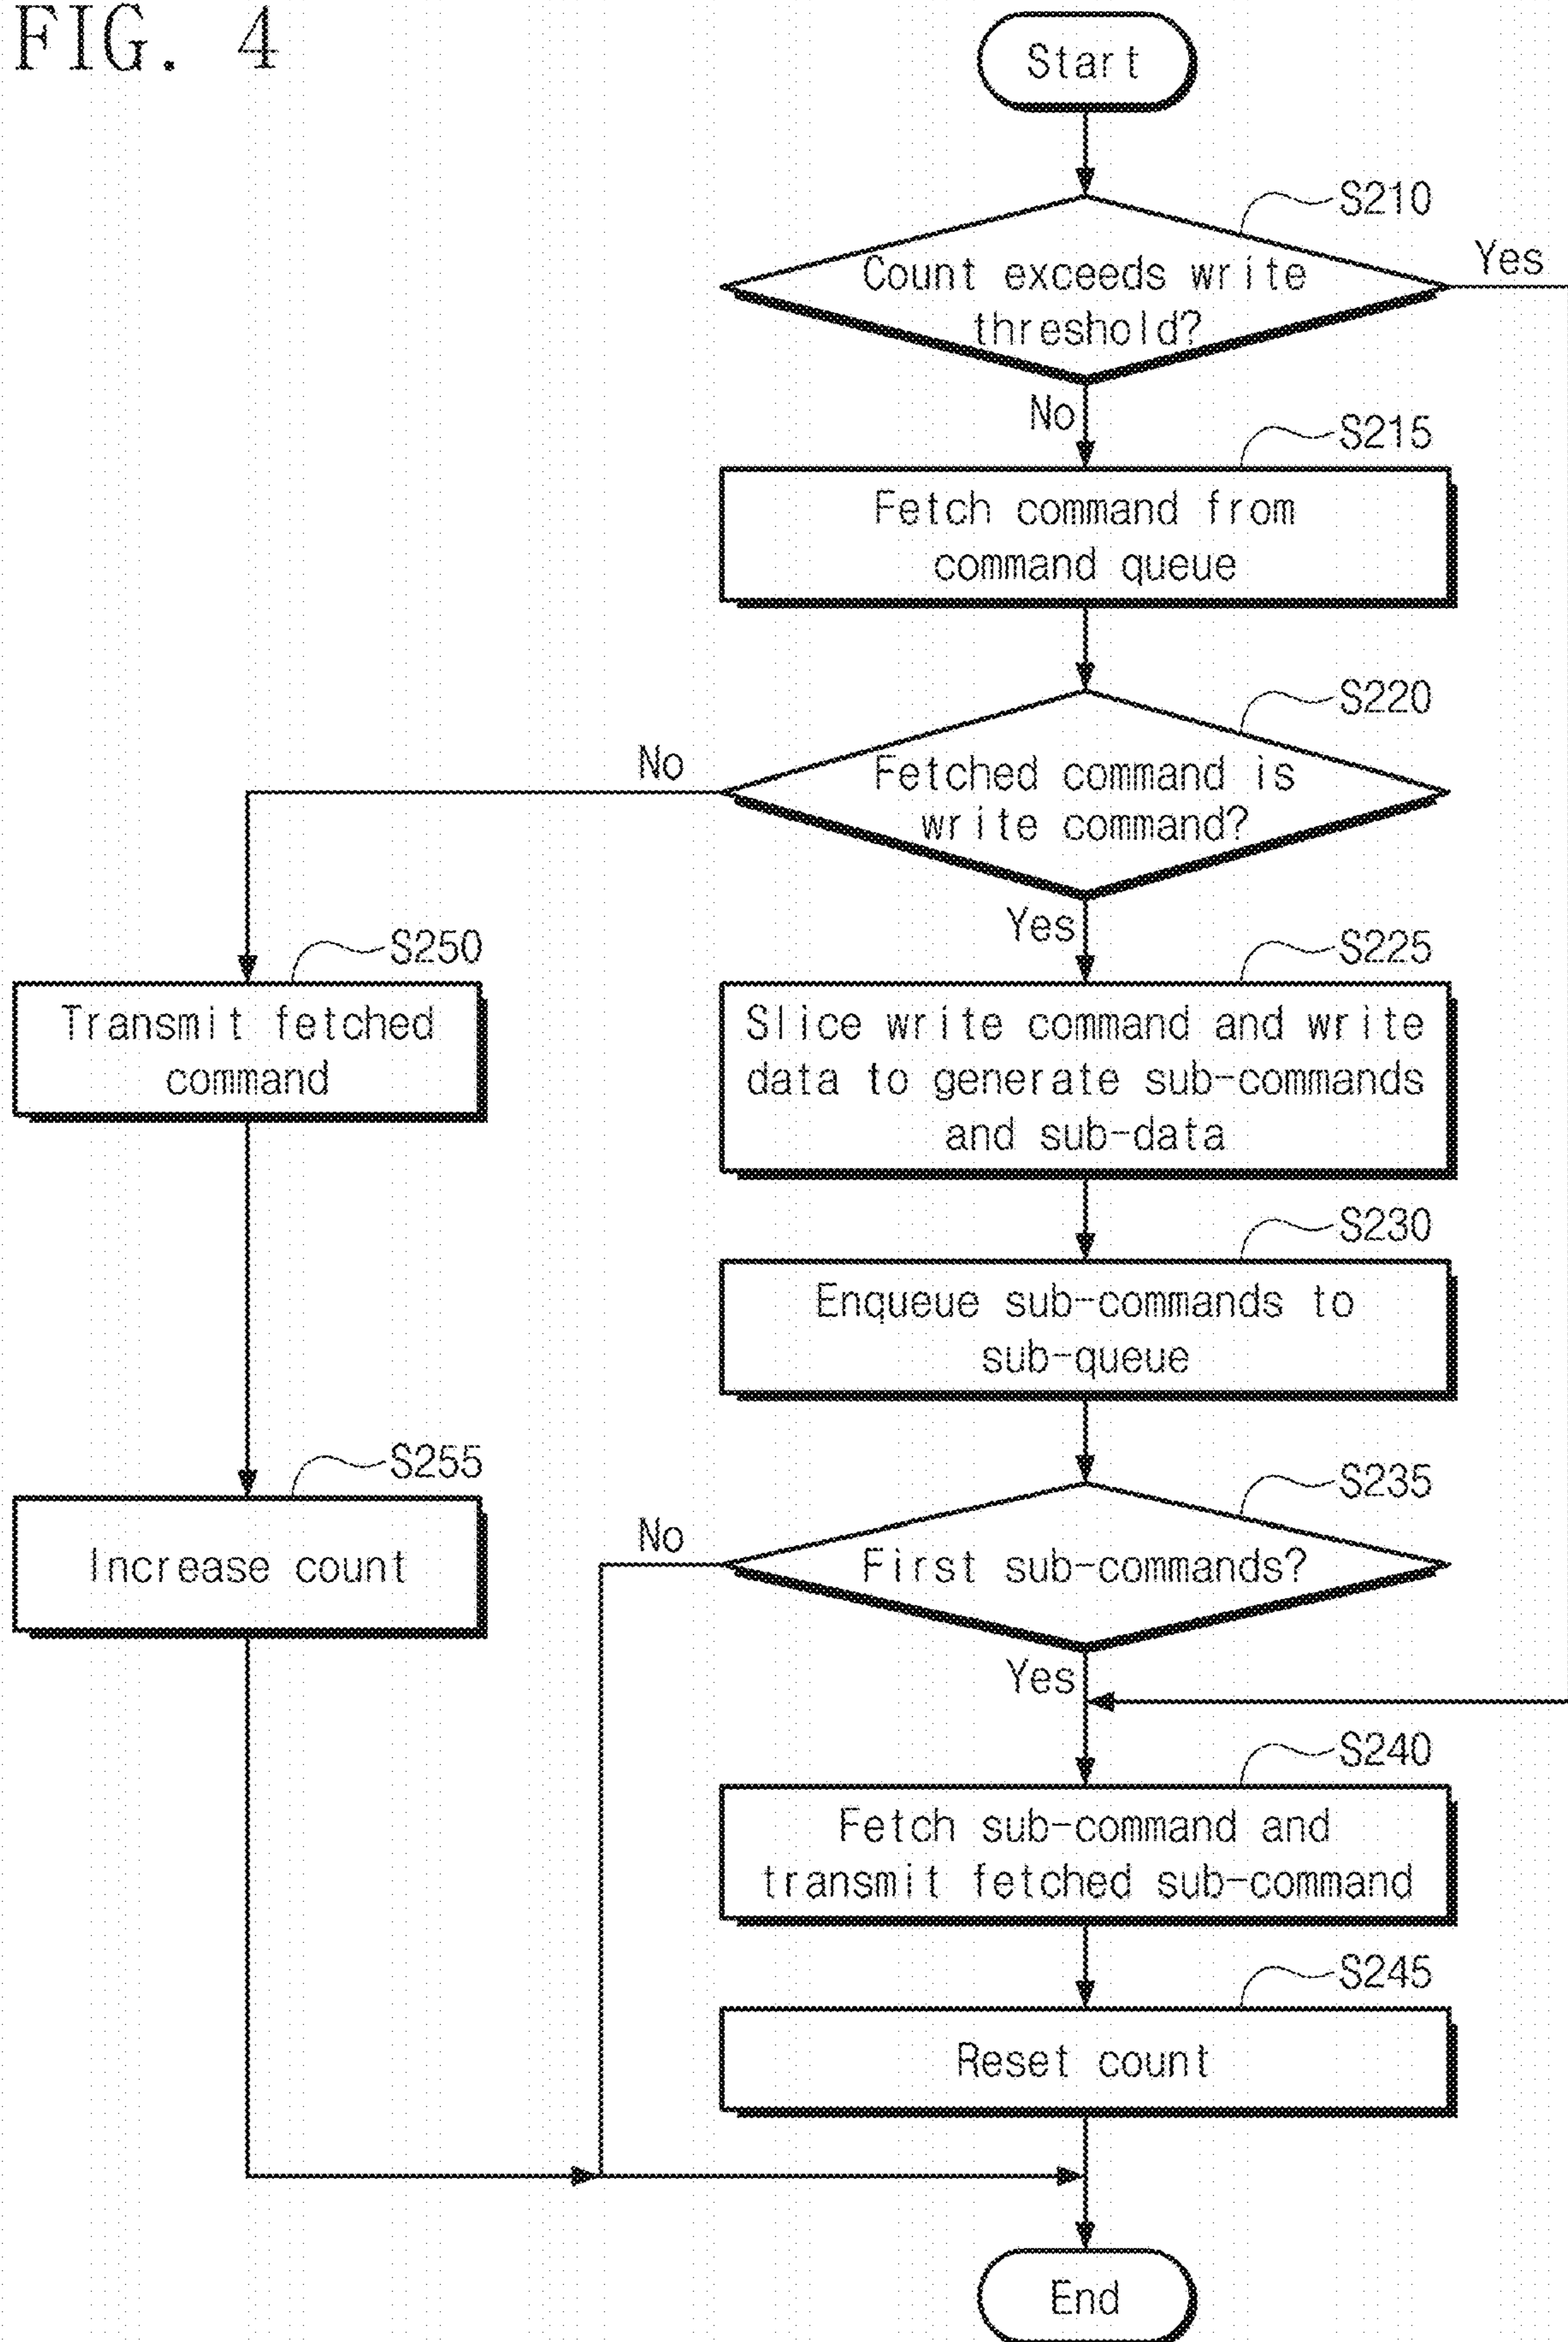 FIG. 4
Start
S210
Count exceeds write
threshold?
Yes
No
S215
Fetch command from
command queue
S220
Fetched command is
write command?
No
Yes
S250
Transmit fetched
command
S225
Slice write command and write
data to generate sub-commands
and sub-data
S230
Enqueue sub-commands to
sub-queue
S255
Increase count
S235
First sub-commands?
No
Yes
S240
Fetch sub-command and
transmit fetched sub-command
S245
Reset count
End